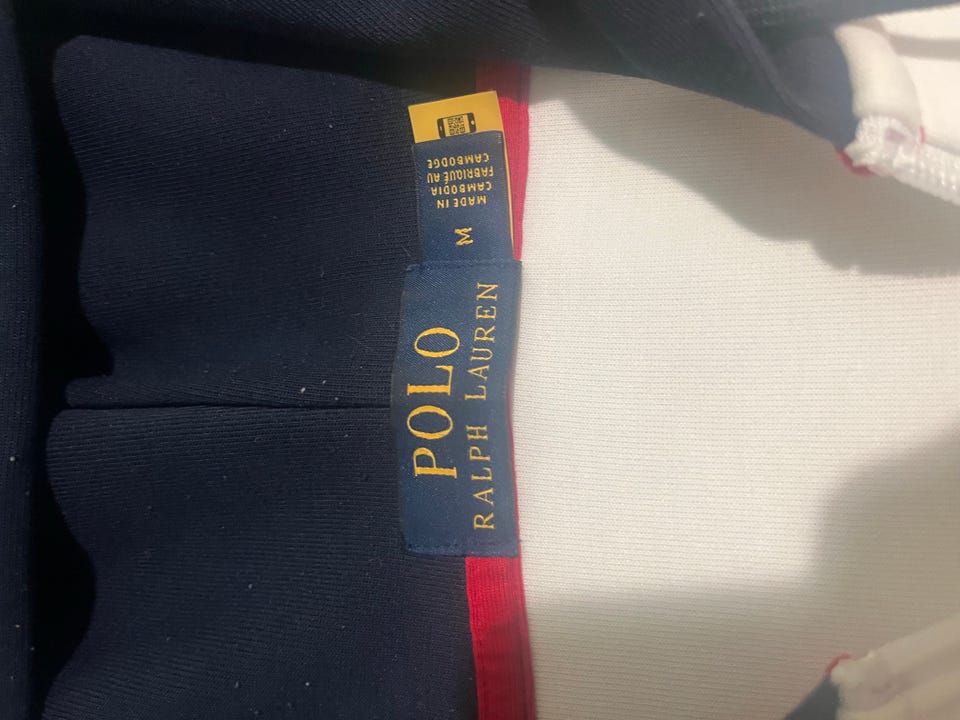 POLO
RALPH LAUREN
M
MADE IN
CAMBODIA
FABRIQUÉ AU
CAMBODGE